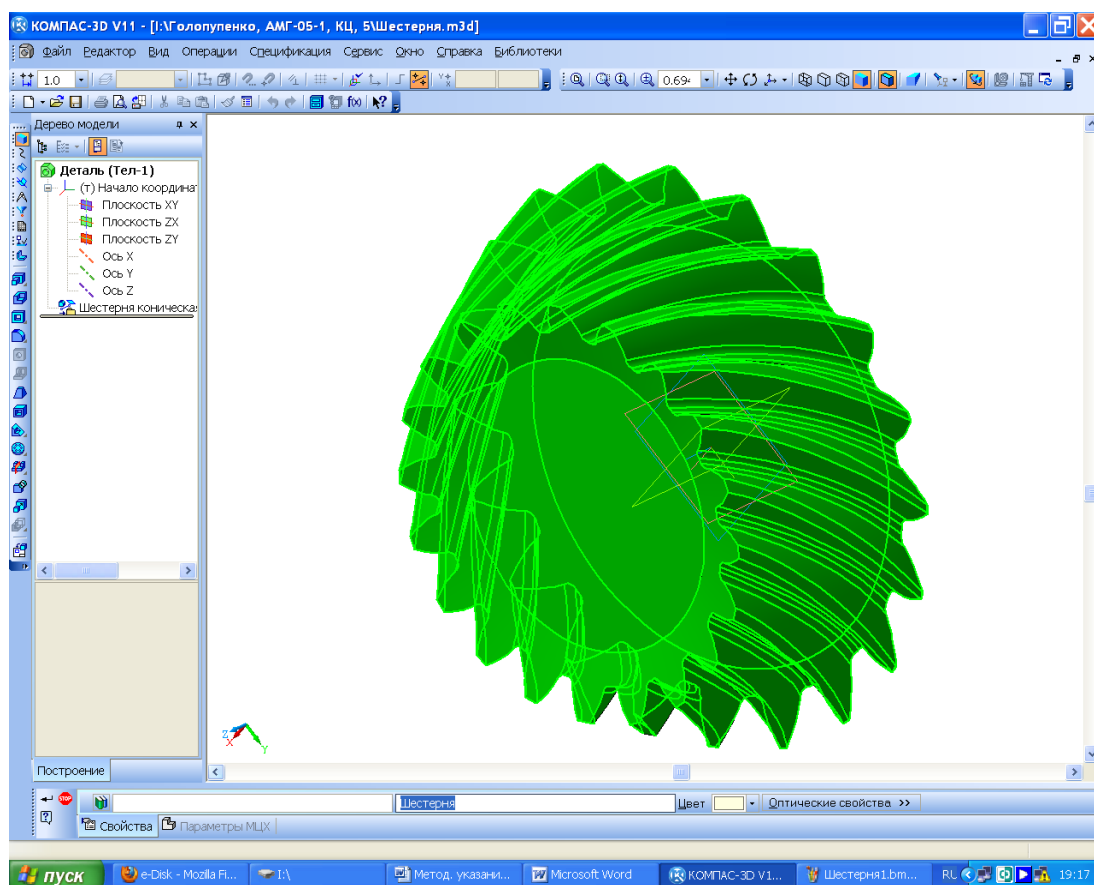 КОМПАС-3D V11 - [I:\Голопупенко, АМГ-05-1, КЦ, 5\Шестерня.m3d]
Файл Редактор Вид Операции Спецификация Сервис Окно Справка Библиотеки
1.0
0.694
Дерево модели
Деталь (Тел-1)
(т) Начало координат
Плоскость XY
Плоскость ZX
Плоскость ZY
Ось X
Ось Y
Ось Z
Шестерня коническа
Z
X
Y
Построение
STOP
Шестерня
Цвет
Оптические свойства >>
Свойства
Параметры МЦХ
пуск
e-Disk - Mozilla Fi...
I:\
Метод. указани...
Microsoft Word
КОМПАС-3D V1...
Шестерня1.bm...
RU
19:17